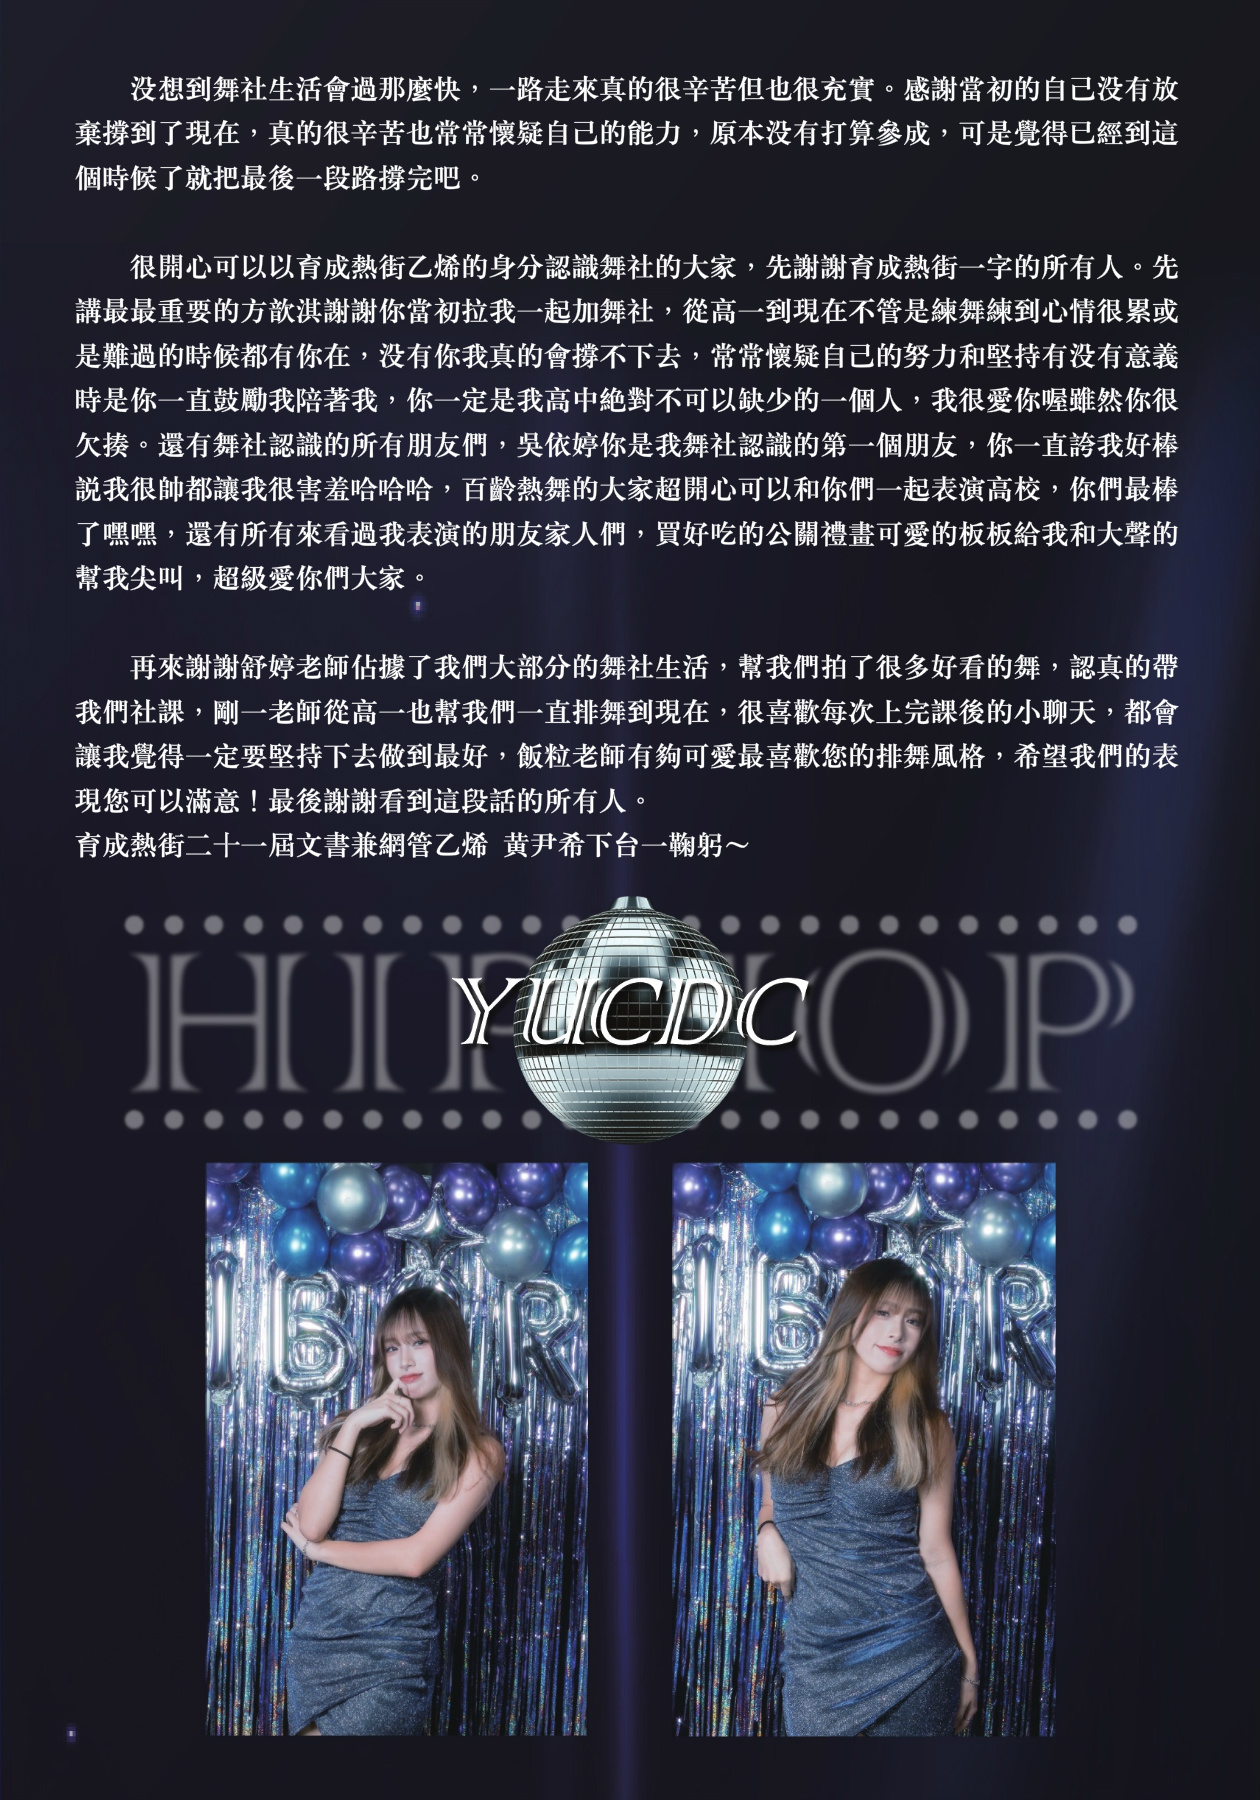 没想到舞社生活會過那麼快，一路走來真的很辛苦但也很充實。感謝當初的自己没有放
棄撐到了現在，真的很辛苦也常常懷疑自己的能力，原本没有打算參成，可是覺得已經到這
個時候了就把最後一段路撐完吧。
很開心可以以育成熱街乙烯的身分認識舞社的大家，先謝謝育成熱街一字的所有人。先
講最最重要的方歆淇謝謝你當初拉我一起加舞社，從高一到現在不管是練舞練到心情很累或
是難過的時候都有你在，没有你我真的會撐不下去，常常懷疑自己的努力和堅持有没有意義
時是你一直鼓勵我陪著我，你一定是我高中絶對不可以缺少的一個人，我很愛你喔雖然你很
欠揍。還有舞社認識的所有朋友們，吳依婷你是我舞社認識的第一個朋友，你一直誇我好棒
説我很帥都讓我很害羞哈哈哈，百齡熱舞的大家超開心可以和你們一起表演高校，你們最棒
了嘿嘿，還有所有來看過我表演的朋友家人們，買好吃的公關禮畫可愛的板板給我和大聲的
幫我尖叫，超級愛你們大家。
再來謝謝舒婷老師佔據了我們大部分的舞社生活，幫我們拍了很多好看的舞，認真的帶
我們社課，剛一老師從高一也幫我們一直排舞到現在，很喜歡每次上完課後的小聊天，都會
讓我覺得一定要堅持下去做到最好，飯粒老師有夠可愛最喜歡您的排舞風格，希望我們的表
現您可以滿意！最後謝謝看到這段話的所有人。
育成熱街二十一屆文書兼網管乙烯 黃尹希下台一鞠躬～
HIP HOP
YUCDC
1B R
1B R